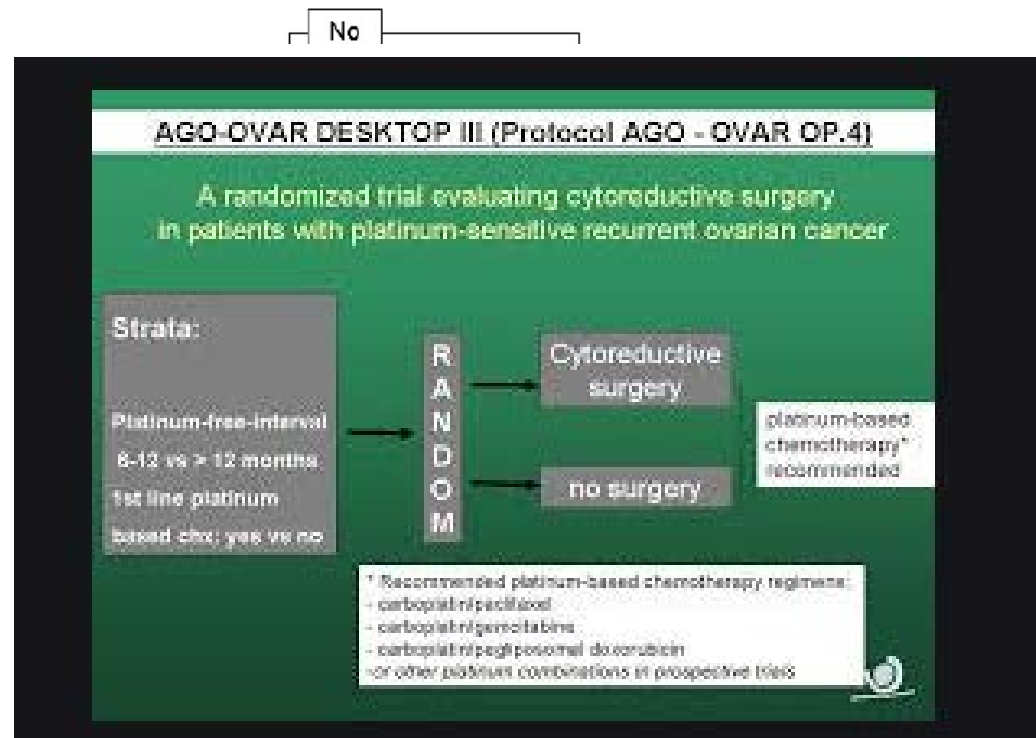 No
AGO-OVAR DESKTOP III (Protocol AGO - OVAR OP.4)
A randomized trial evaluating cytoreductive surgery
in patients with platinum-sensitive recurrent ovarian cancer
Strata:
Platinum-free-interval
6-12 vs > 12 months
1st line platinum
based chx: yes vs no
RANDOM
Cytoreductive
surgery
no surgery
platinum-based
chemotherapy*
recommended
* Recommended platinum-based chemotherapy regimens:
- carboplatin/paclitaxel
- carboplatin/gemcitabine
- carboplatin/pegliposomal doxorubicin
-or other platinum combinations in prospective trials